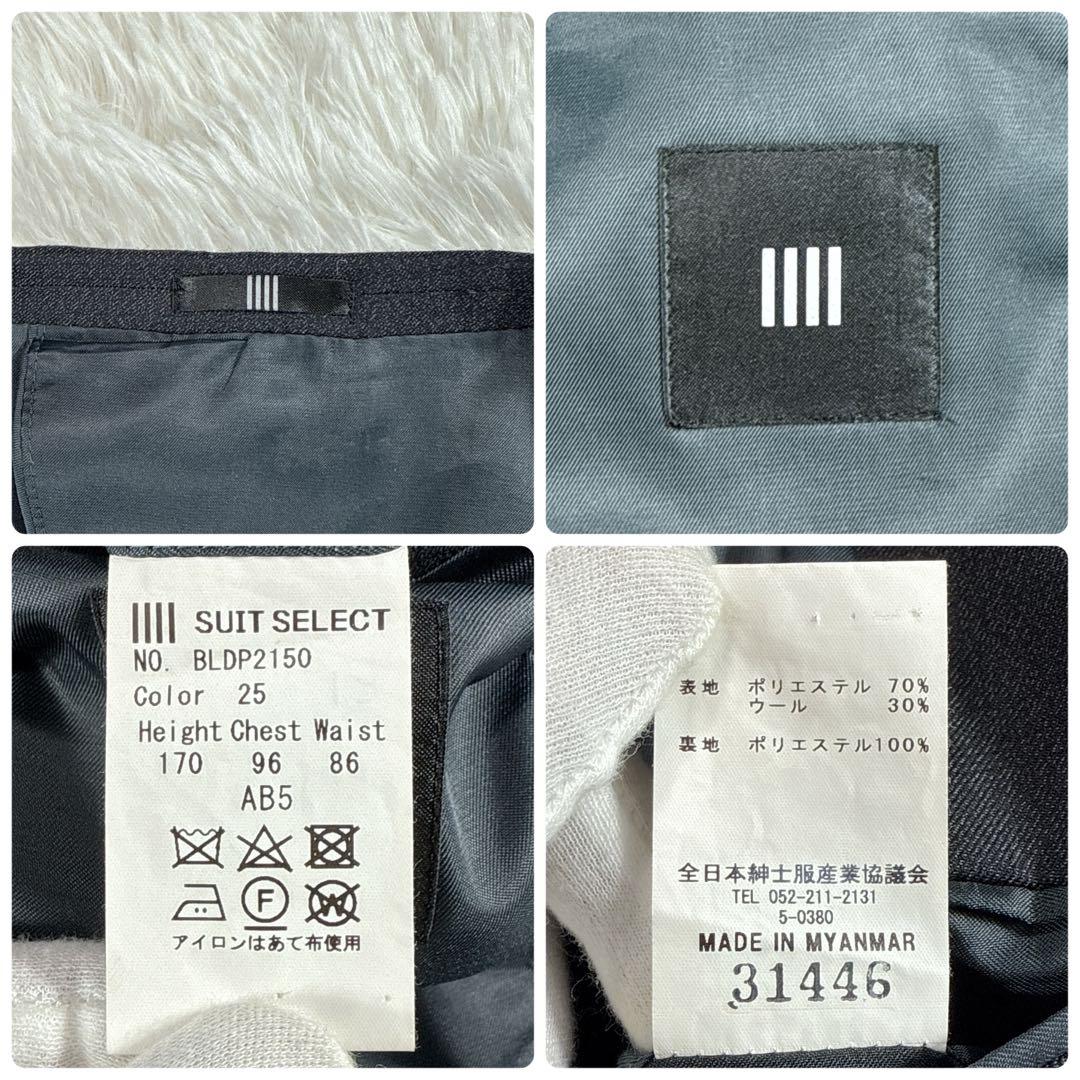 SUIT SELECT
NO. BLDP2150
Color 25
Height Chest Waist
170 96 86
AB5
F
W
アイロンはあて布使用
表地 ポリエステル 70%
ウール 30%
裏地 ポリエステル100%
全日本紳士服産業協議会
TEL 052-211-2131
5-0380
MADE IN MYANMAR
31446